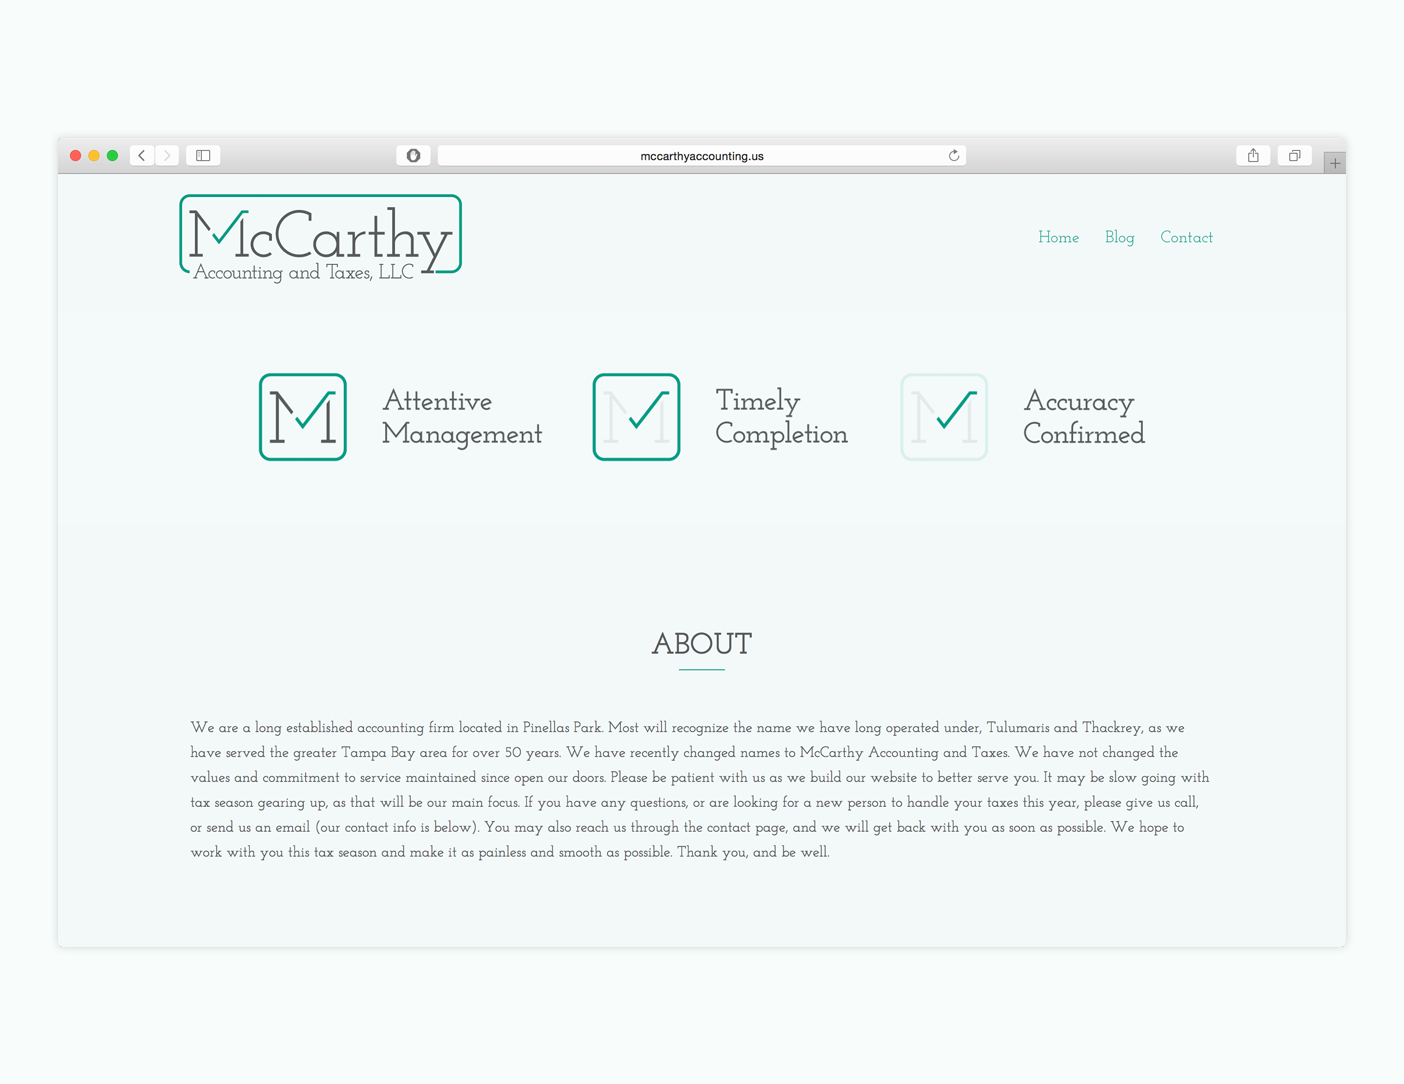 mccarthyaccounting.us
McCarthy
Accounting and Taxes, LLC
Home Blog Contact
M
Attentive
Management
M
Timely
Completion
M
Accuracy
Confirmed
ABOUT
We are a long established accounting firm located in Pinellas Park. Most will recognize the name we have long operated under, Tulumaris and Thackrey, as we
have served the greater Tampa Bay area for over 50 years. We have recently changed names to McCarthy Accounting and Taxes. We have not changed the
values and commitment to service maintained since open our doors. Please be patient with us as we build our website to better serve you. It may be slow going with
tax season gearing up, as that will be our main focus. If you have any questions, or are looking for a new person to handle your taxes this year, please give us call,
or send us an email (our contact info is below). You may also reach us through the contact page, and we will get back with you as soon as possible. We hope to
work with you this tax season and make it as painless and smooth as possible. Thank you, and be well.